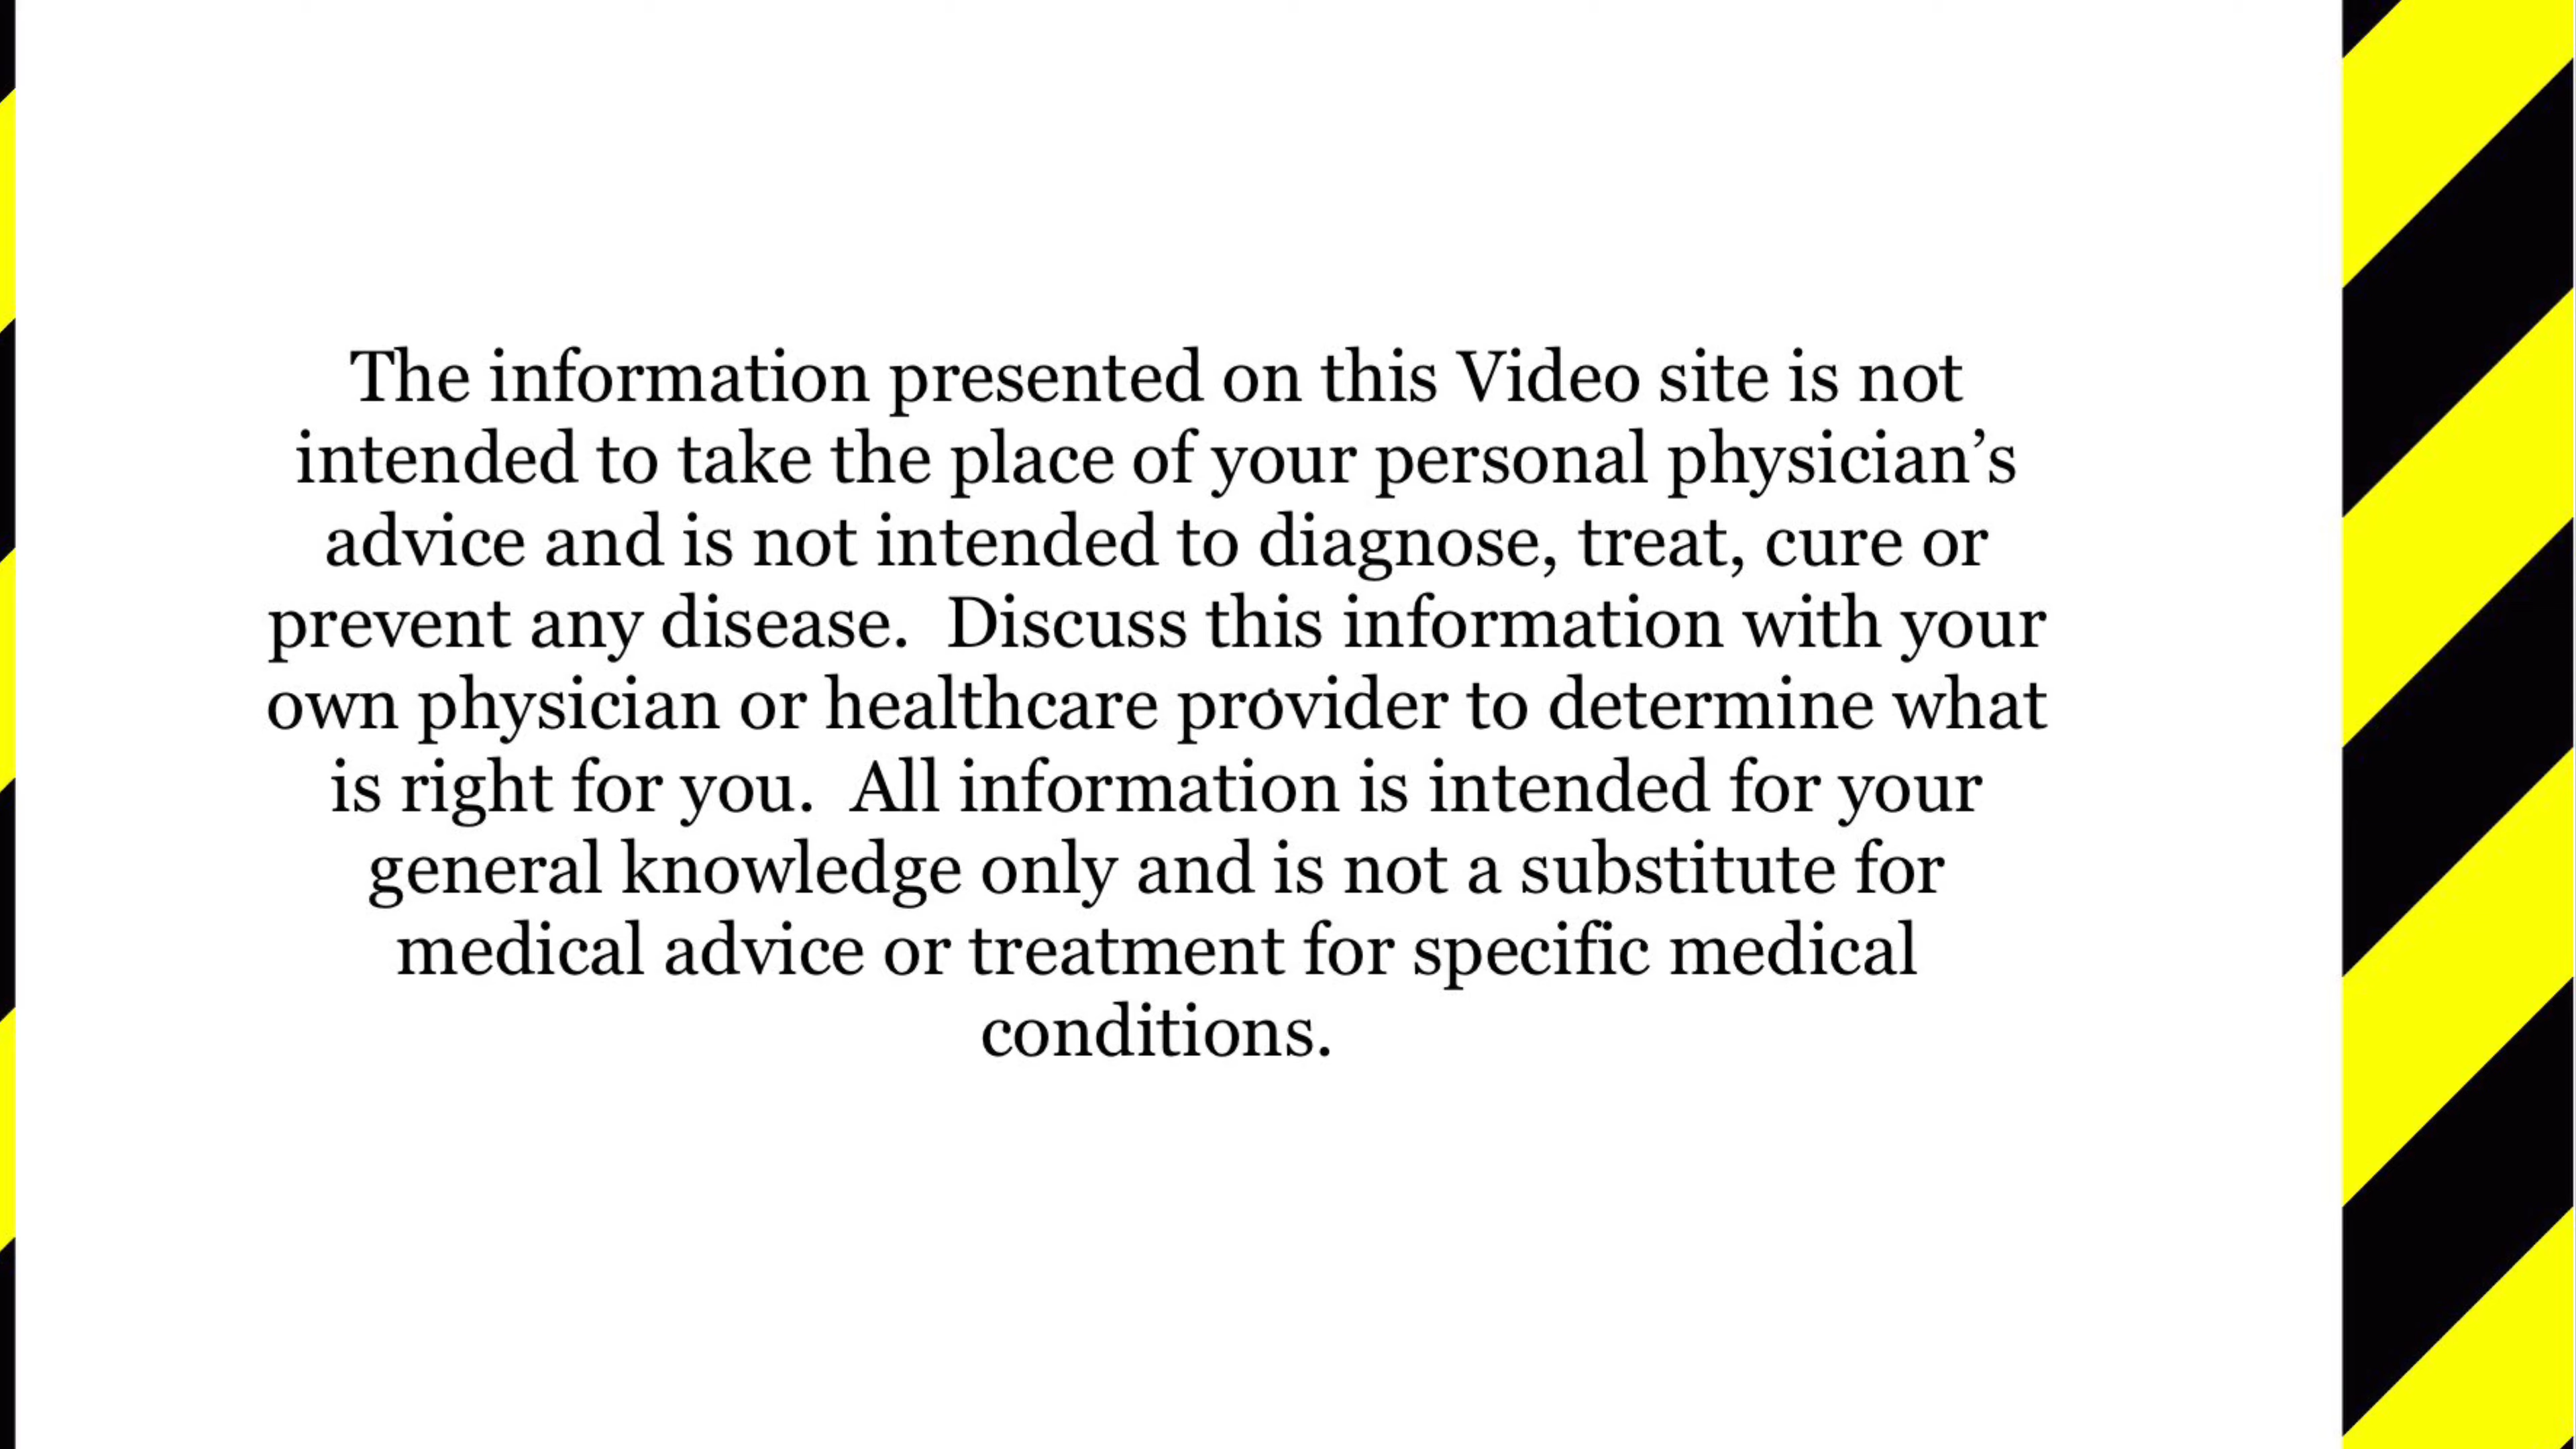 The information presented on this Video site is not
intended to take the place of your personal physician’s
advice and is not intended to diagnose, treat, cure or
prevent any disease.  Discuss this information with your
own physician or healthcare provider to determine what
is right for you.  All information is intended for your
general knowledge only and is not a substitute for
medical advice or treatment for specific medical
conditions.